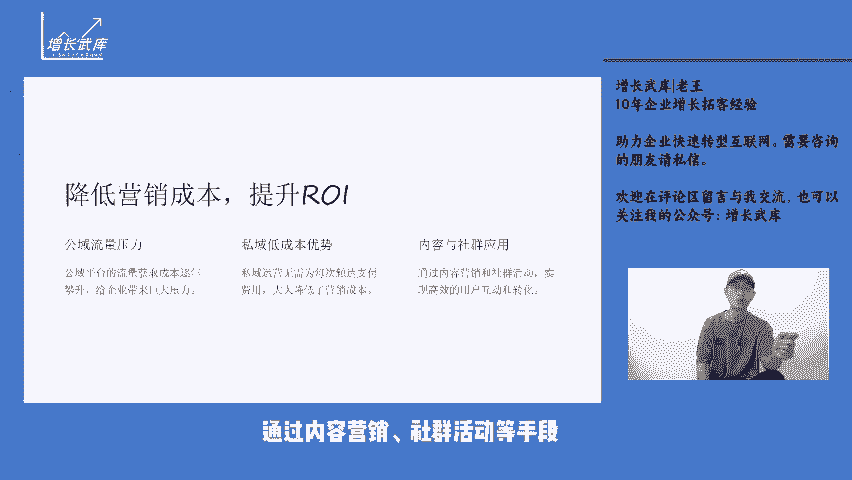 增长武库
增长武库|老王
10年企业增长拓客经验
助力企业快速转型互联网。需要咨询
的朋友请私信。
欢迎在评论区留言与我交流，也可以
关注我的公众号：增长武库
降低营销成本，提升ROI
公域流量压力
公域平台的流量获取成本逐年
攀升，给企业带来巨大压力。
私域低成本优势
私域运营无需为每次触达支付
费用，大大降低了营销成本。
内容与社群应用
通过内容营销和社群活动，实
现高效的用户互动和转化。
通过内容营销、社群活动等手段